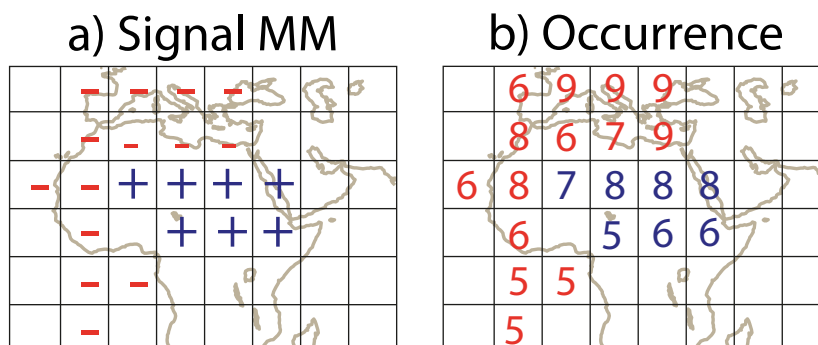 a) Signal MM
b) Occurrence
− − − −
6 9 9 9
− − − −
8 6 7 9
− − + + + +
6 8 7 8 8 8
− + + +
6 5 6 6
− −
5 5
−
5